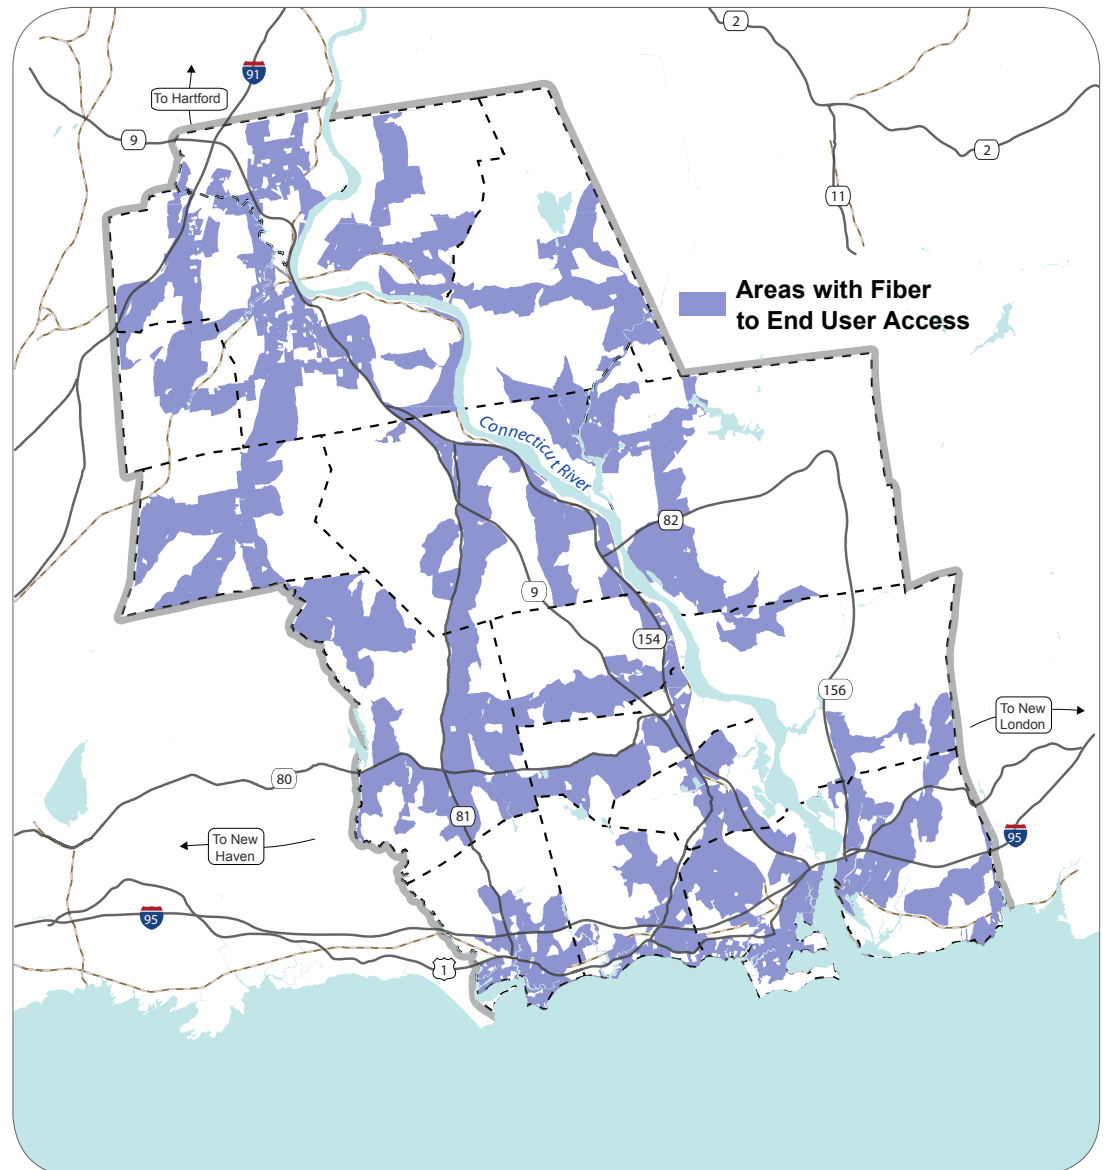 2
91
To Hartford
9
2
11
Areas with Fiber
to End User Access
Connecticut River
82
9
154
156
To New
London
80
81
95
To New
Haven
95
1